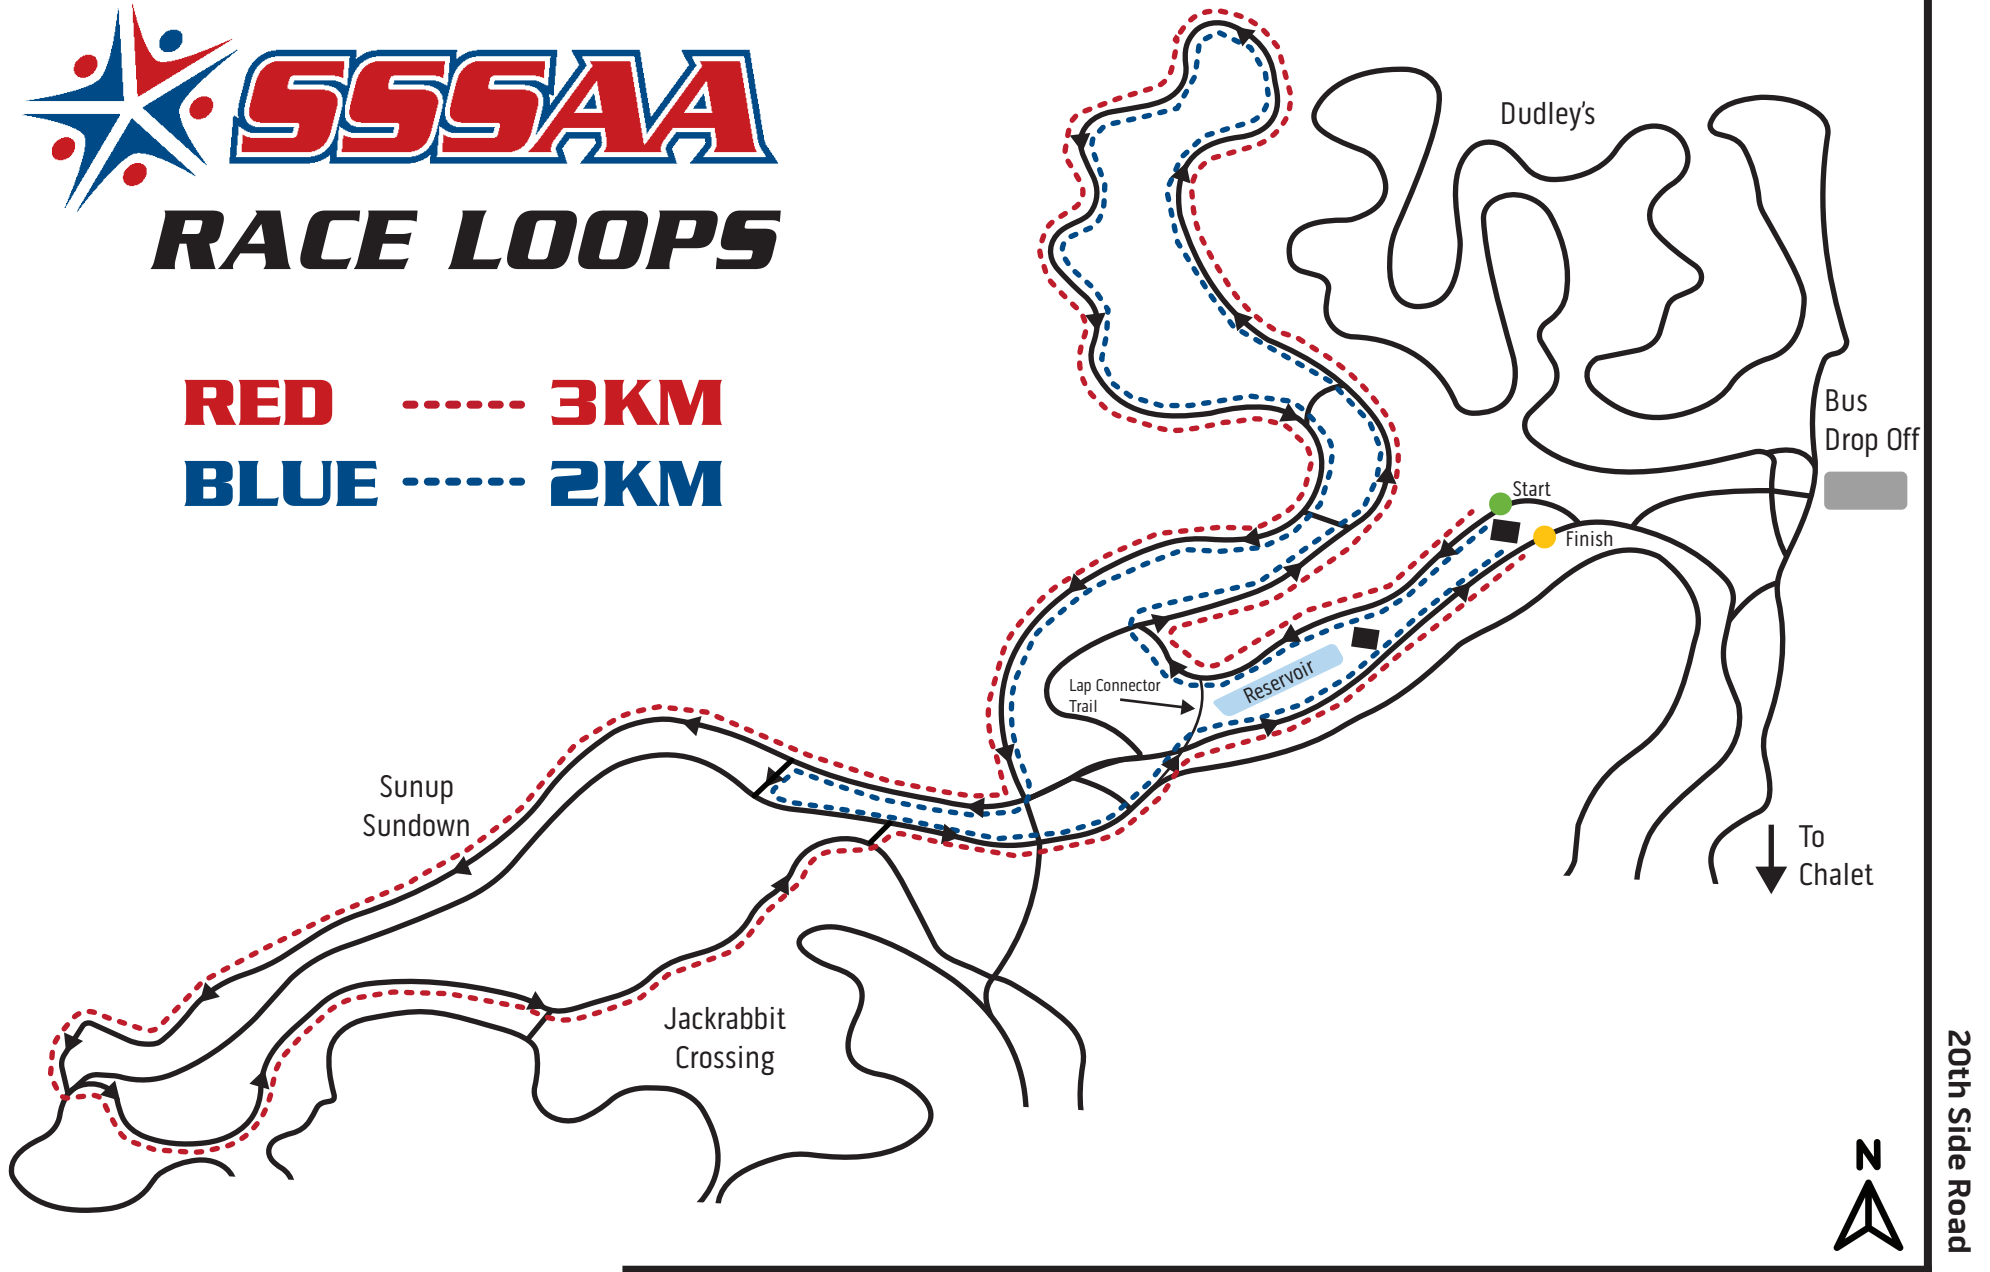 SSSAA
RACE LOOPS
RED ------ 3KM
BLUE ------ 2KM
Dudley's
Bus
Drop Off
Start
Finish
Lap Connector
Trail
Reservoir
Sunup
Sundown
To
Chalet
Jackrabbit
Crossing
20th Side Road
N